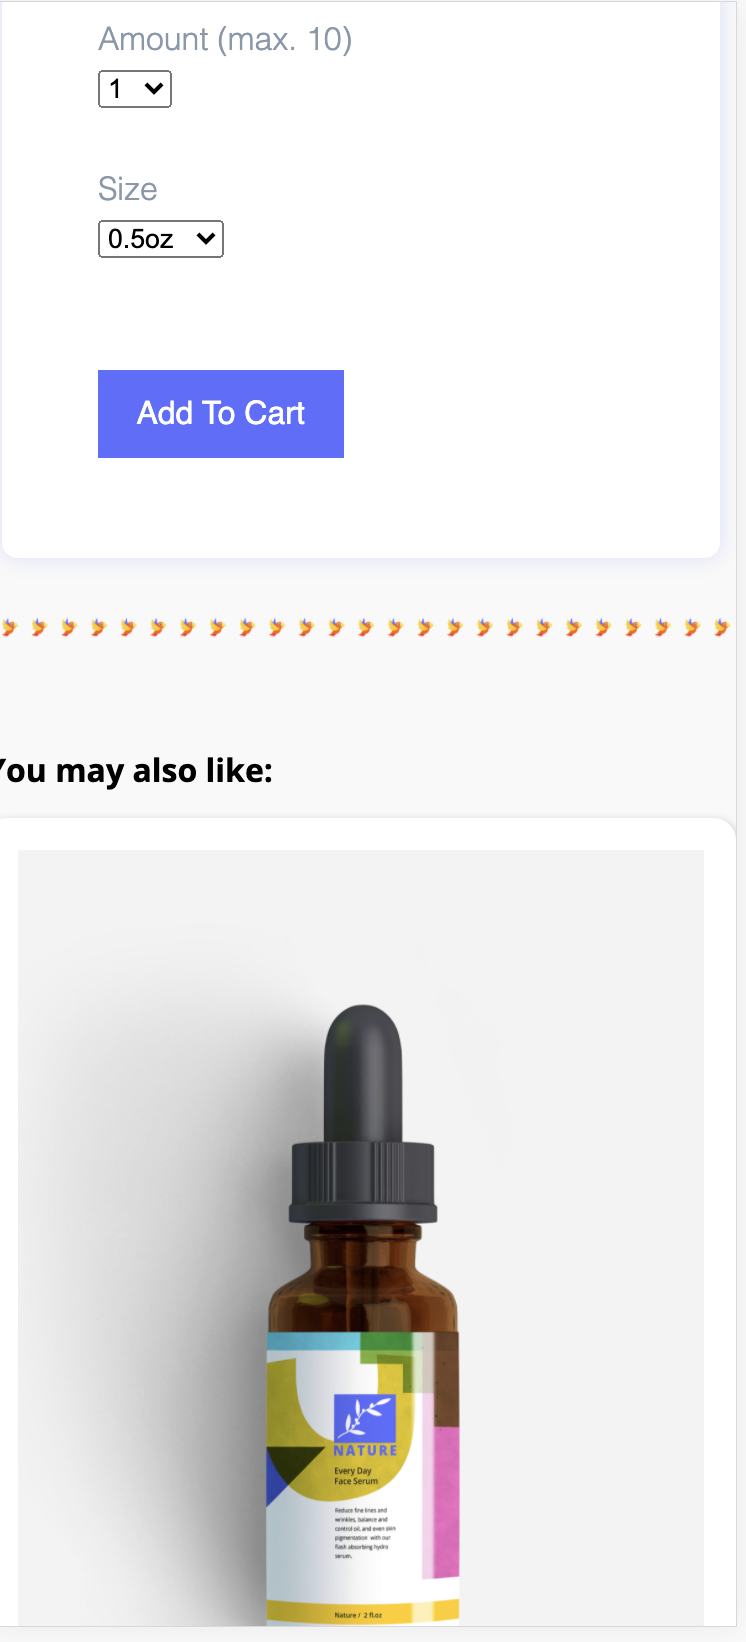 Amount (max. 10)
1
Size
0.5oz
Add To Cart
You may also like:
NATURE
Every Day
Face Serum
Reduce fine lines and
wrinkles, balance and
control oil, and even skin
pigmentation with our
flash absorbing hydro
serum.
Nature / 2 fl.oz